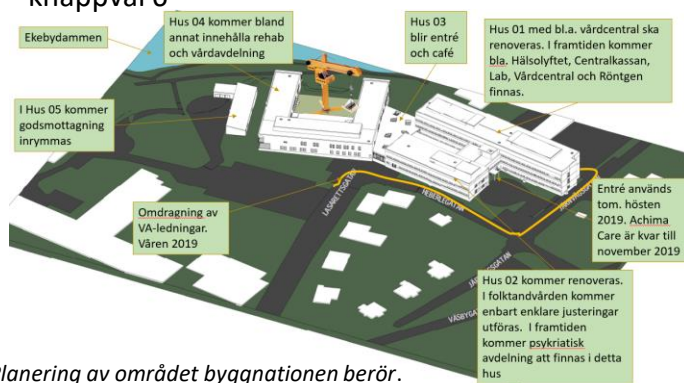 knappval 6
Ekebydammen
Hus 04 kommer bland
annat innehålla rehab
och vårdavdelning
Hus 03
blir entré
och café
Hus 01 med bl.a. vårdcentral ska
renoveras. I framtiden kommer
bla. Hälsolyftet, Centralkassan,
Lab, Vårdcentral och Röntgen
finnas.
I Hus 05 kommer
godsmottagning
inrymmas
Omdragning av
VA-ledningar.
Våren 2019
LASARETTSGATAN
HEBERLEGATAN
Entré används
tom. hösten
2019. Achima
Care är kvar till
november 2019
Hus 02 kommer renoveras.
I folktandvården kommer
enbart enklare justeringar
utföras.  I framtiden
kommer psykriatisk
avdelning att finnas i detta
hus
Planering av området byggnationen berör.